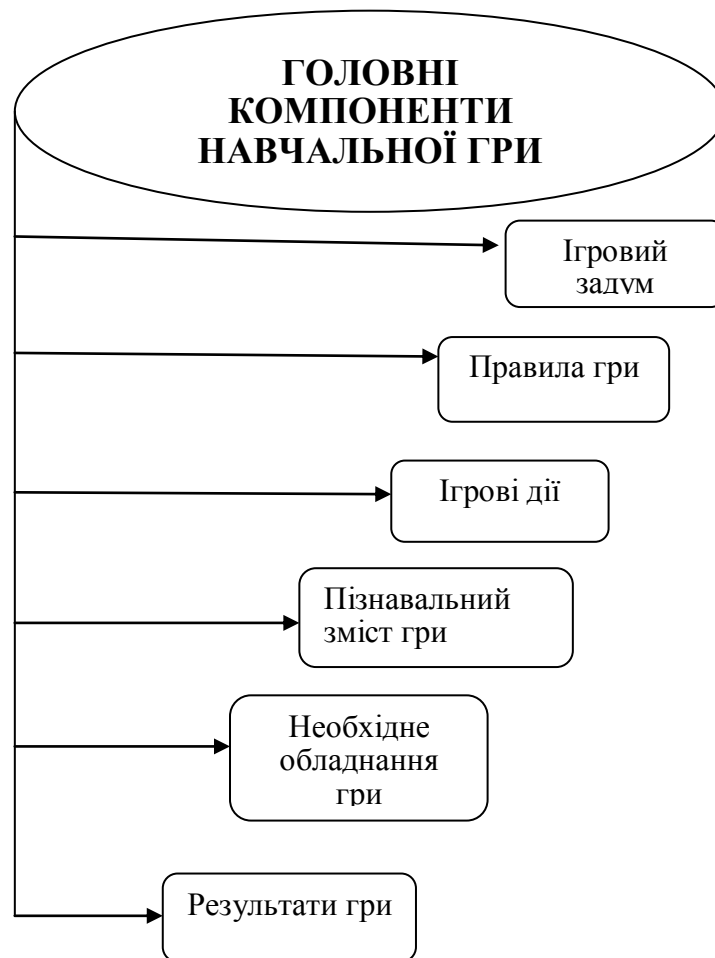 ГОЛОВНІ
КОМПОНЕНТИ
НАВЧАЛЬНОЇ ГРИ
Ігровий
задум
Правила гри
Ігрові дії
Пізнавальний
зміст гри
Необхідне
обладнання
гри
Результати гри